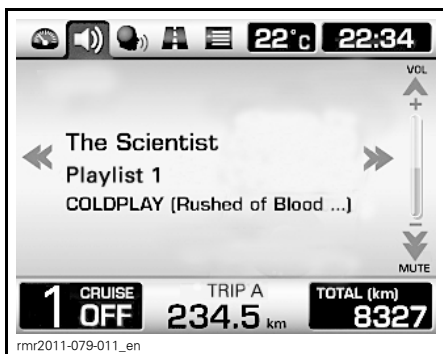 22°c 22:34
VOL
+
The Scientist
Playlist 1
COLDPLAY (Rushed of Blood ...)
-
MUTE
1 CRUISE OFF
TRIP A
234.5 km
TOTAL (km)
8327
rmr2011-079-011_en